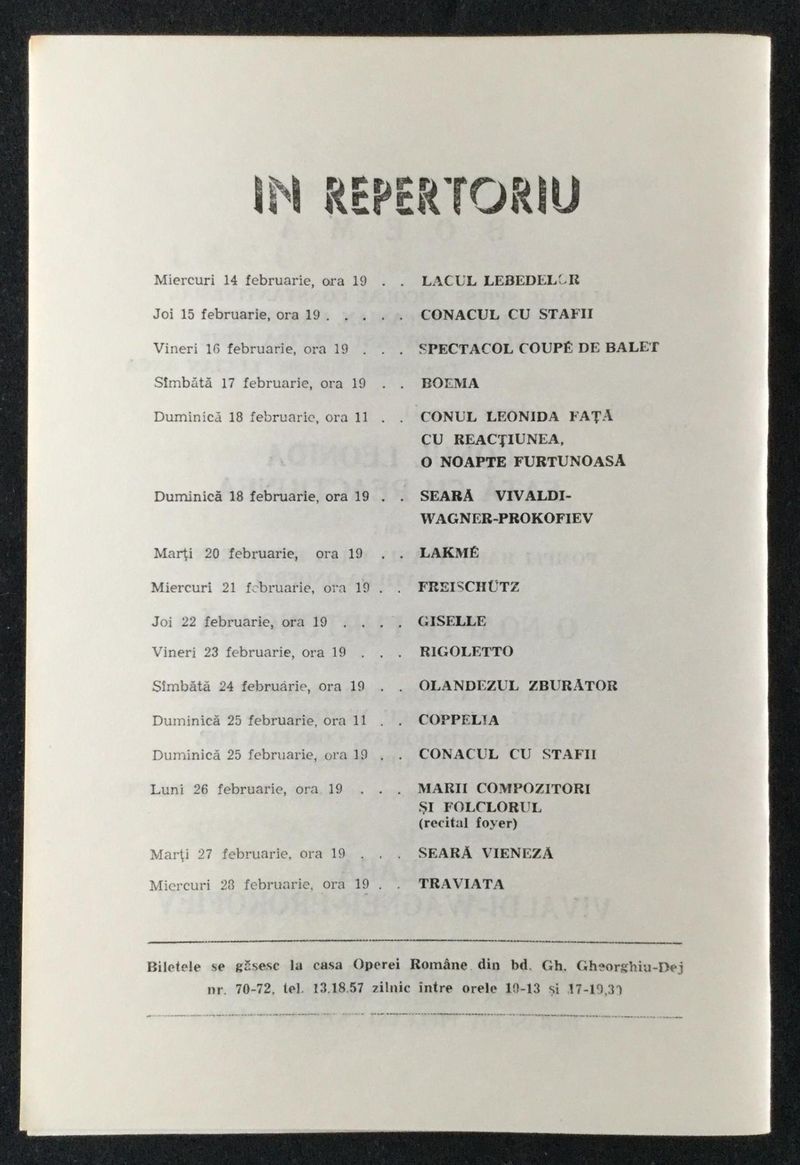 IN REPERTORIU
Miercuri 14 februarie, ora 19 . . LACUL LEBEDELOR
Joi 15 februarie, ora 19 . . . . . CONACUL CU STAFII
Vineri 16 februarie, ora 19 . . . SPECTACOL COUPÉ DE BALET
Sîmbătă 17 februarie, ora 19 . . BOEMA
Duminică 18 februarie, ora 11 . . CONUL LEONIDA FAȚĂ
CU REACȚIUNEA,
O NOAPTE FURTUNOASĂ
Duminică 18 februarie, ora 19 . . SEARĂ VIVALDI-
WAGNER-PROKOFIEV
Marți 20 februarie, ora 19 . . LAKMÉ
Miercuri 21 februarie, ora 19 . . FREISCHÜTZ
Joi 22 februarie, ora 19 . . . . GISELLE
Vineri 23 februarie, ora 19 . . . RIGOLETTO
Sîmbătă 24 februarie, ora 19 . . OLANDEZUL ZBURĂTOR
Duminică 25 februarie, ora 11 . . COPPELIA
Duminică 25 februarie, ora 19 . . CONACUL CU STAFII
Luni 26 februarie, ora 19 . . . MARII COMPOZITORI
ȘI FOLCLORUL
(recital foyer)
Marți 27 februarie, ora 19 . . . SEARĂ VIENEZĂ
Miercuri 28 februarie, ora 19 . . TRAVIATA
Biletele se găsesc la casa Operei Române din bd. Gh. Gheorghiu-Dej
nr. 70-72, tel. 13.18.57 zilnic între orele 10-13 și 17-19,30